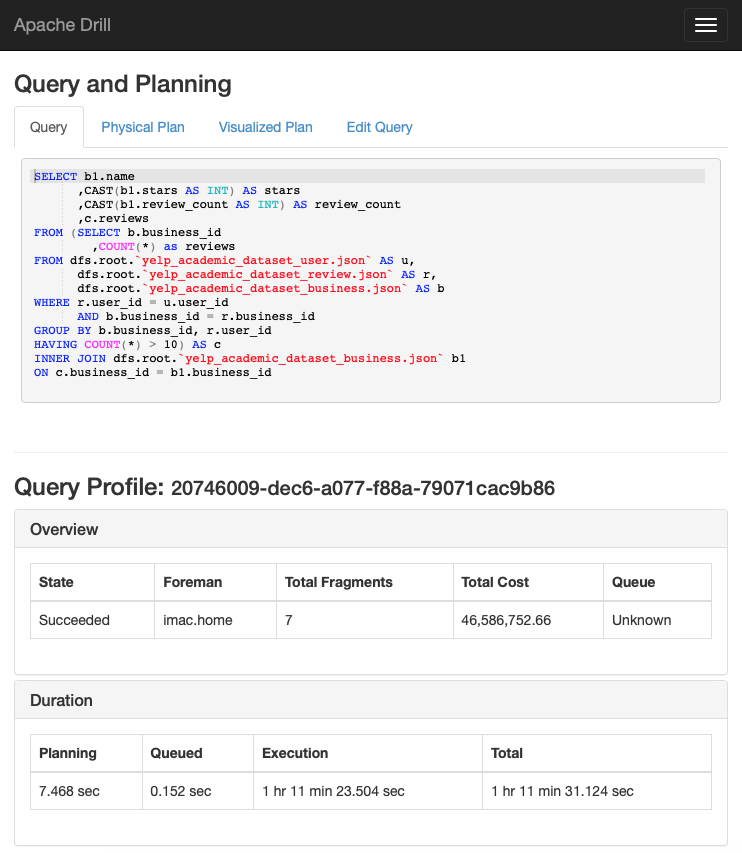 Apache Drill
Query and Planning
Query Physical Plan Visualized Plan Edit Query
SELECT b1.name
,CAST(b1.stars AS INT) AS stars
,CAST(b1.review_count AS INT) AS review_count
,c.reviews
FROM (SELECT b.business_id
,COUNT(*) as reviews
FROM dfs.root.`yelp_academic_dataset_user.json` AS u,
dfs.root.`yelp_academic_dataset_review.json` AS r,
dfs.root.`yelp_academic_dataset_business.json` AS b
WHERE r.user_id = u.user_id
AND b.business_id = r.business_id
GROUP BY b.business_id, r.user_id
HAVING COUNT(*) > 10) AS c
INNER JOIN dfs.root.`yelp_academic_dataset_business.json` b1
ON c.business_id = b1.business_id
Query Profile: 20746009-dec6-a077-f88a-79071cac9b86
Overview
State Foreman Total Fragments Total Cost Queue
Succeeded imac.home 7 46,586,752.66 Unknown
Duration
Planning Queued Execution Total
7.468 sec 0.152 sec 1 hr 11 min 23.504 sec 1 hr 11 min 31.124 sec